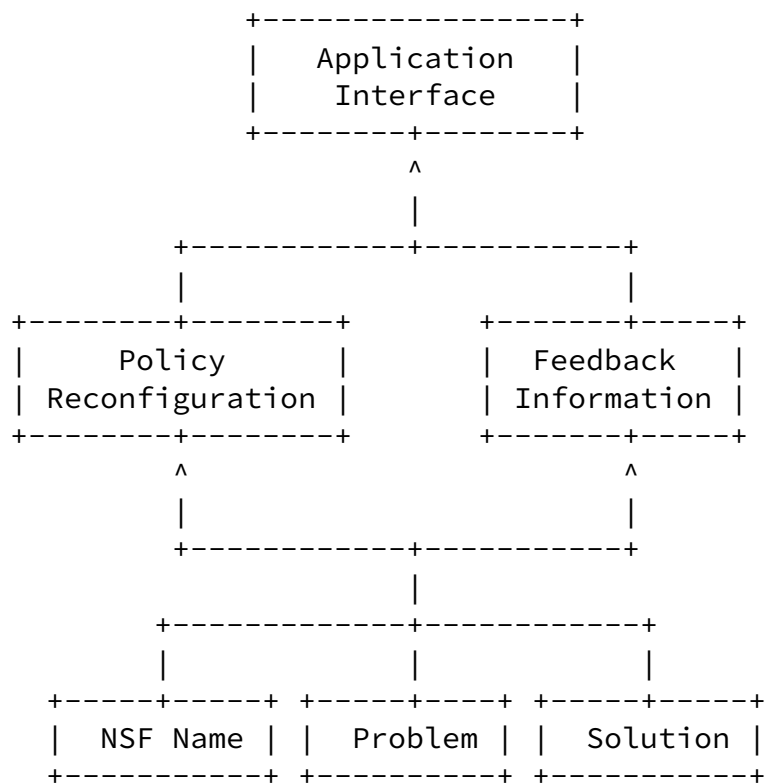 Application
Interface
Policy
Reconfiguration
Feedback
Information
NSF Name
Problem
Solution